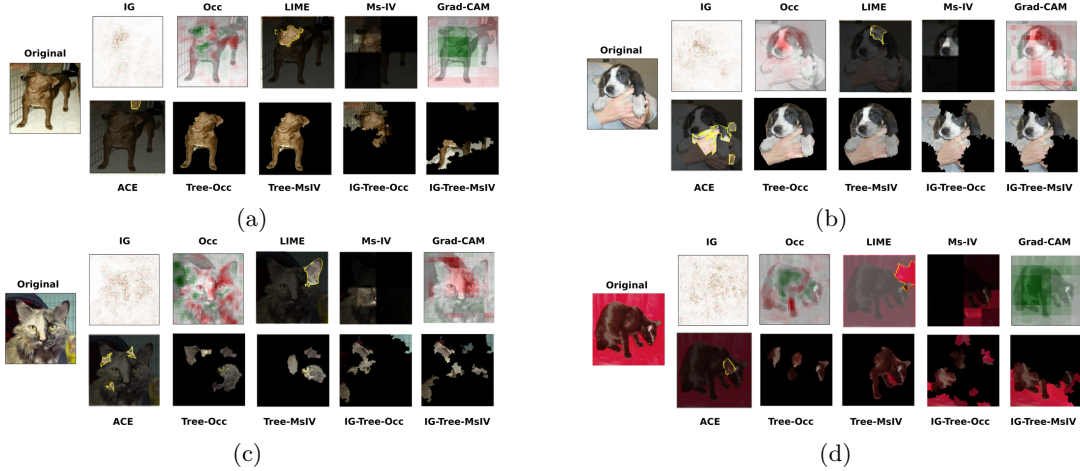 IG Occ LIME Ms-IV Grad-CAM
Original
ACE Tree-Occ Tree-MsIV IG-Tree-Occ IG-Tree-MsIV
(a)
IG Occ LIME Ms-IV Grad-CAM
Original
ACE Tree-Occ Tree-MsIV IG-Tree-Occ IG-Tree-MsIV
(b)
IG Occ LIME Ms-IV Grad-CAM
Original
ACE Tree-Occ Tree-MsIV IG-Tree-Occ IG-Tree-MsIV
(c)
IG Occ LIME Ms-IV Grad-CAM
Original
ACE Tree-Occ Tree-MsIV IG-Tree-Occ IG-Tree-MsIV
(d)